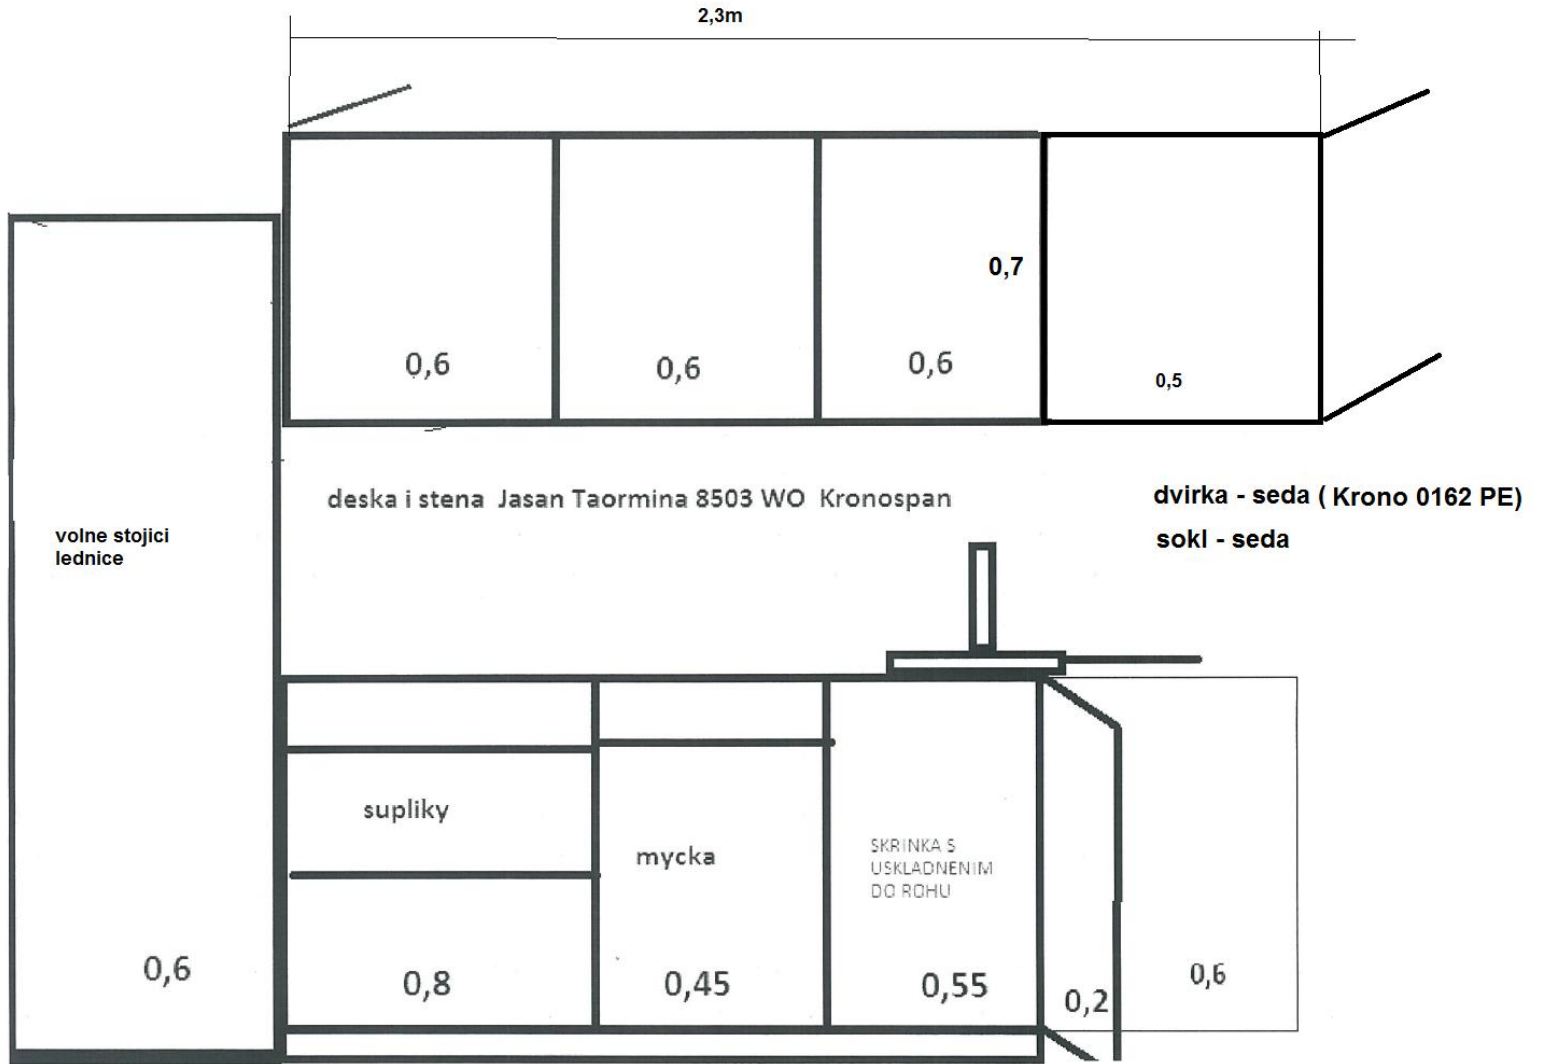 2,3m
0,7
0,6
0,6
0,6
0,5
deska i stena Jasan Taormina 8503 WO Kronospan
dvirka - seda ( Krono 0162 PE)
sokl - seda
volne stojici
lednice
supliky
mycka
SKRINKA S
USKLADNENIM
DO ROHU
0,6
0,8
0,45
0,55
0,2
0,6